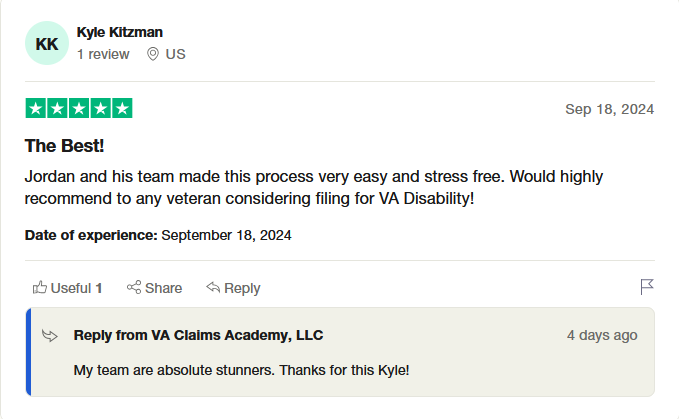 KK
Kyle Kitzman
1 review US
Sep 18, 2024
The Best!
Jordan and his team made this process very easy and stress free. Would highly
recommend to any veteran considering filing for VA Disability!
Date of experience: September 18, 2024
Useful 1 Share Reply
Reply from VA Claims Academy, LLC 4 days ago
My team are absolute stunners. Thanks for this Kyle!